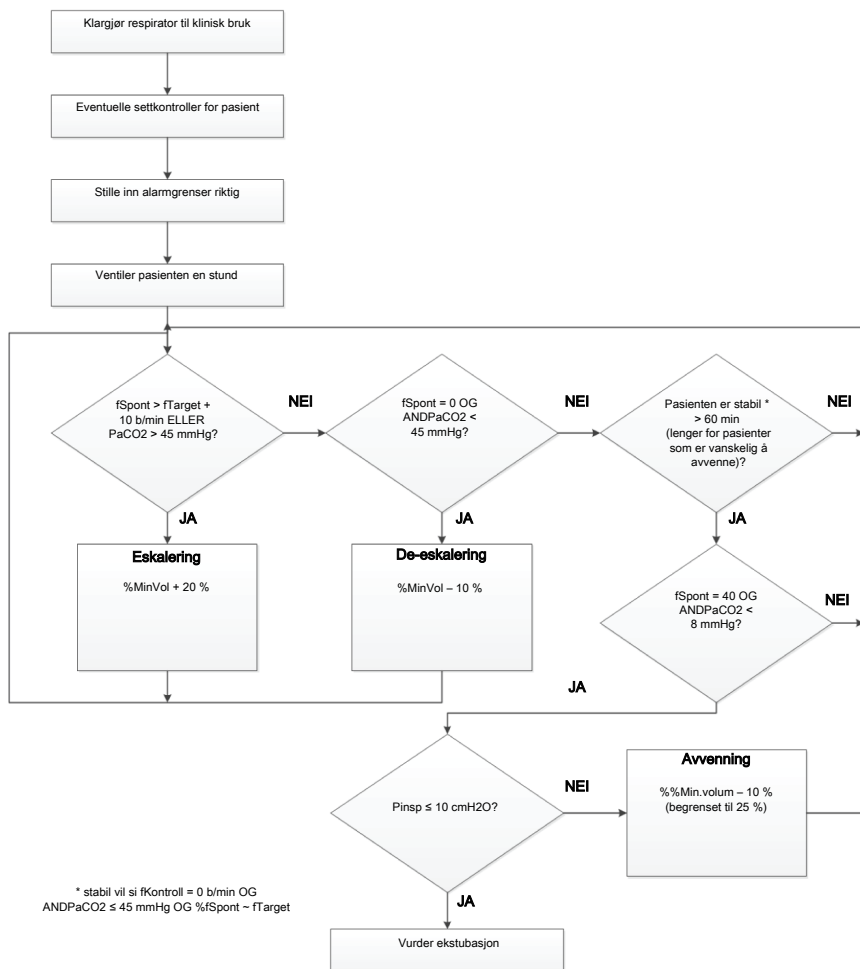 Klargjør respirator til klinisk bruk
Eventuelle settkontroller for pasient
Stille inn alarmgrenser riktig
Ventiler pasienten en stund
fSpont > fTarget +
10 b/min ELLER
PaCO2 > 45 mmHg?
NEI
fSpont = 0 OG
ANDPaCO2 <
45 mmHg?
NEI
Pasienten er stabil *
> 60 min
(lenger for pasienter
som er vanskelig å
avvenne)?
NEI
JA
JA
JA
Eskalering
%MinVol + 20 %
De-eskalering
%MinVol – 10 %
fSpont = 40 OG
ANDPaCO2 <
8 mmHg?
NEI
JA
Pinsp ≤ 10 cmH2O?
NEI
Avvenning
%%Min.volum – 10 %
(begrenset til 25 %)
* stabil vil si fKontroll = 0 b/min OG
ANDPaCO2 ≤ 45 mmHg OG %fSpont ~ fTarget
JA
Vurder ekstubasjon